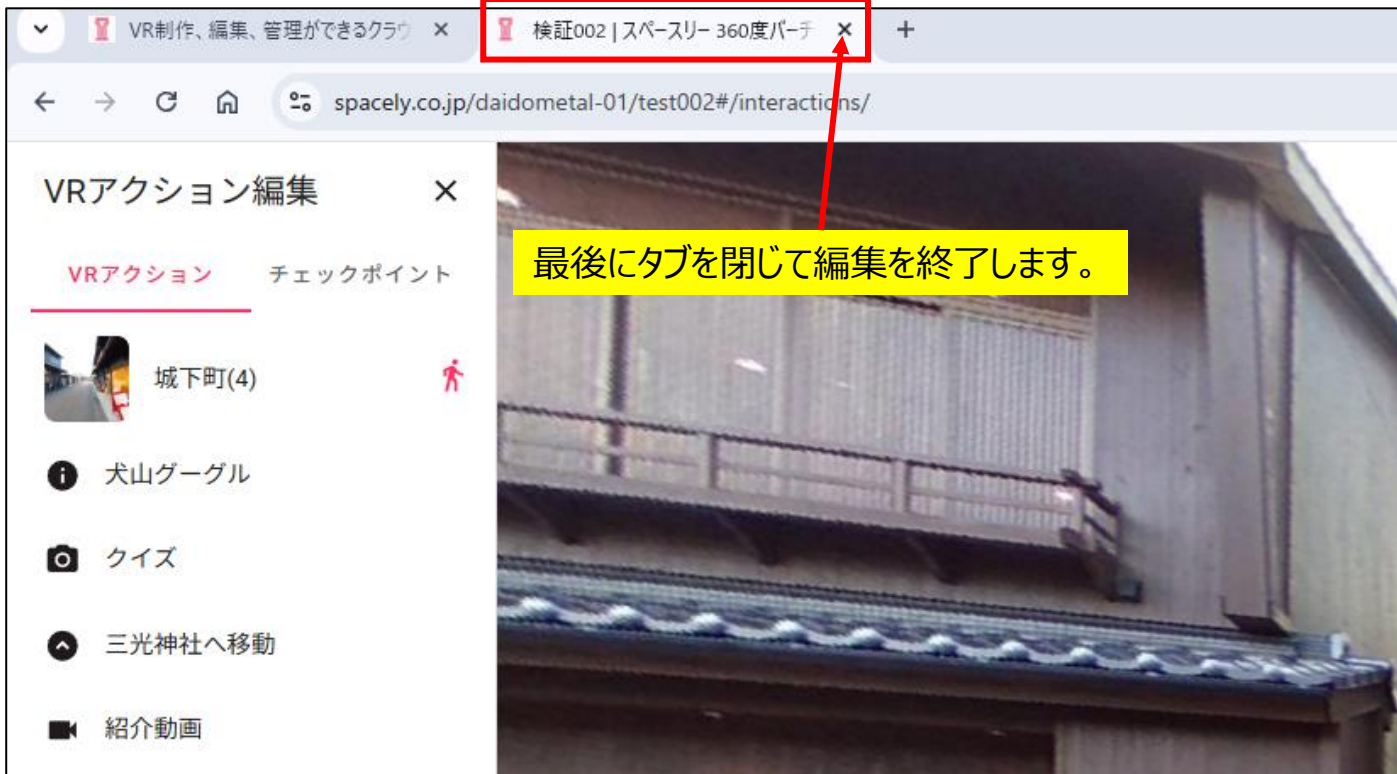 VR制作、編集、管理ができるクラウ
検証002 | スペースリー 360度バーチ
spacely.co.jp/daidometal-01/test002#/interactions/
VRアクション編集
VRアクション チェックポイント
最後にタブを閉じて編集を終了します。
城下町(4)
犬山グーグル
クイズ
三光神社へ移動
紹介動画